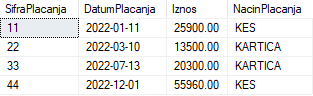 SifraPlacanja DatumPlacanja Iznos NacinPlacanja
11 2022-01-11 25900.00 KES
22 2022-03-10 13500.00 KARTICA
33 2022-07-13 20300.00 KARTICA
44 2022-12-01 55960.00 KES